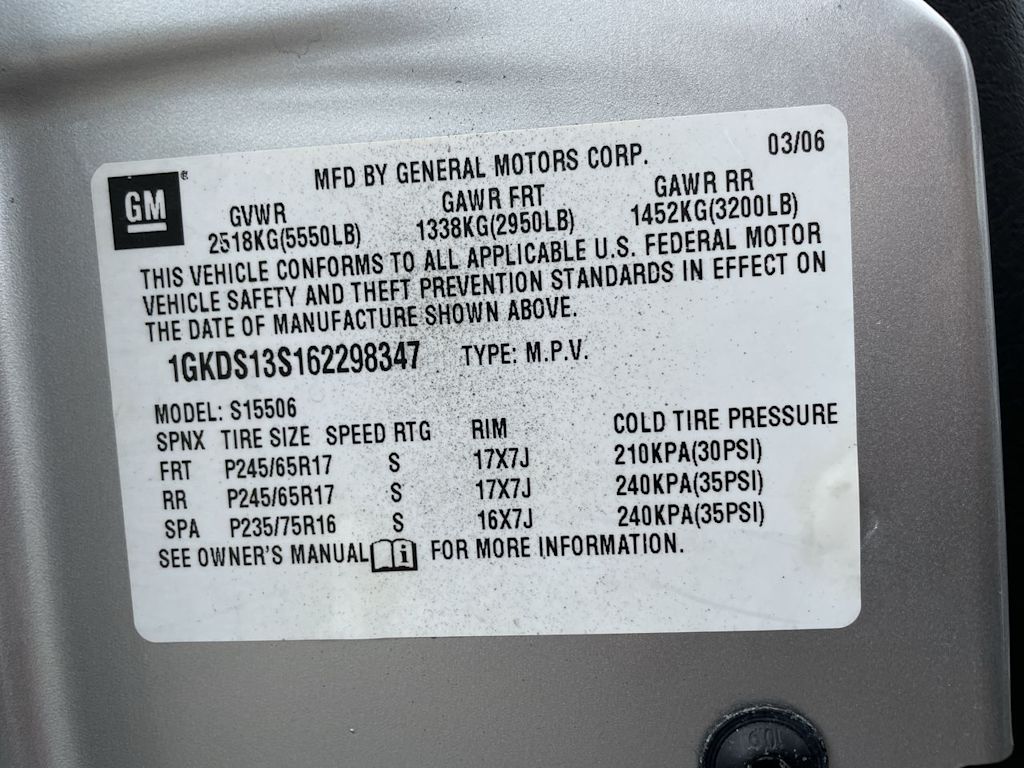 MFD BY GENERAL MOTORS CORP. 03/06
GM
®
GVWR GAWR FRT GAWR RR
2518KG(5550LB) 1338KG(2950LB) 1452KG(3200LB)
THIS VEHICLE CONFORMS TO ALL APPLICABLE U.S. FEDERAL MOTOR
VEHICLE SAFETY AND THEFT PREVENTION STANDARDS IN EFFECT ON
THE DATE OF MANUFACTURE SHOWN ABOVE.
1GKDS13S162298347 TYPE: M.P.V.
MODEL: S15506
SPNX TIRE SIZE SPEED RTG RIM COLD TIRE PRESSURE
FRT P245/65R17 S 17X7J 210KPA(30PSI)
RR P245/65R17 S 17X7J 240KPA(35PSI)
SPA P235/75R16 S 16X7J 240KPA(35PSI)
SEE OWNER'S MANUAL i FOR MORE INFORMATION.